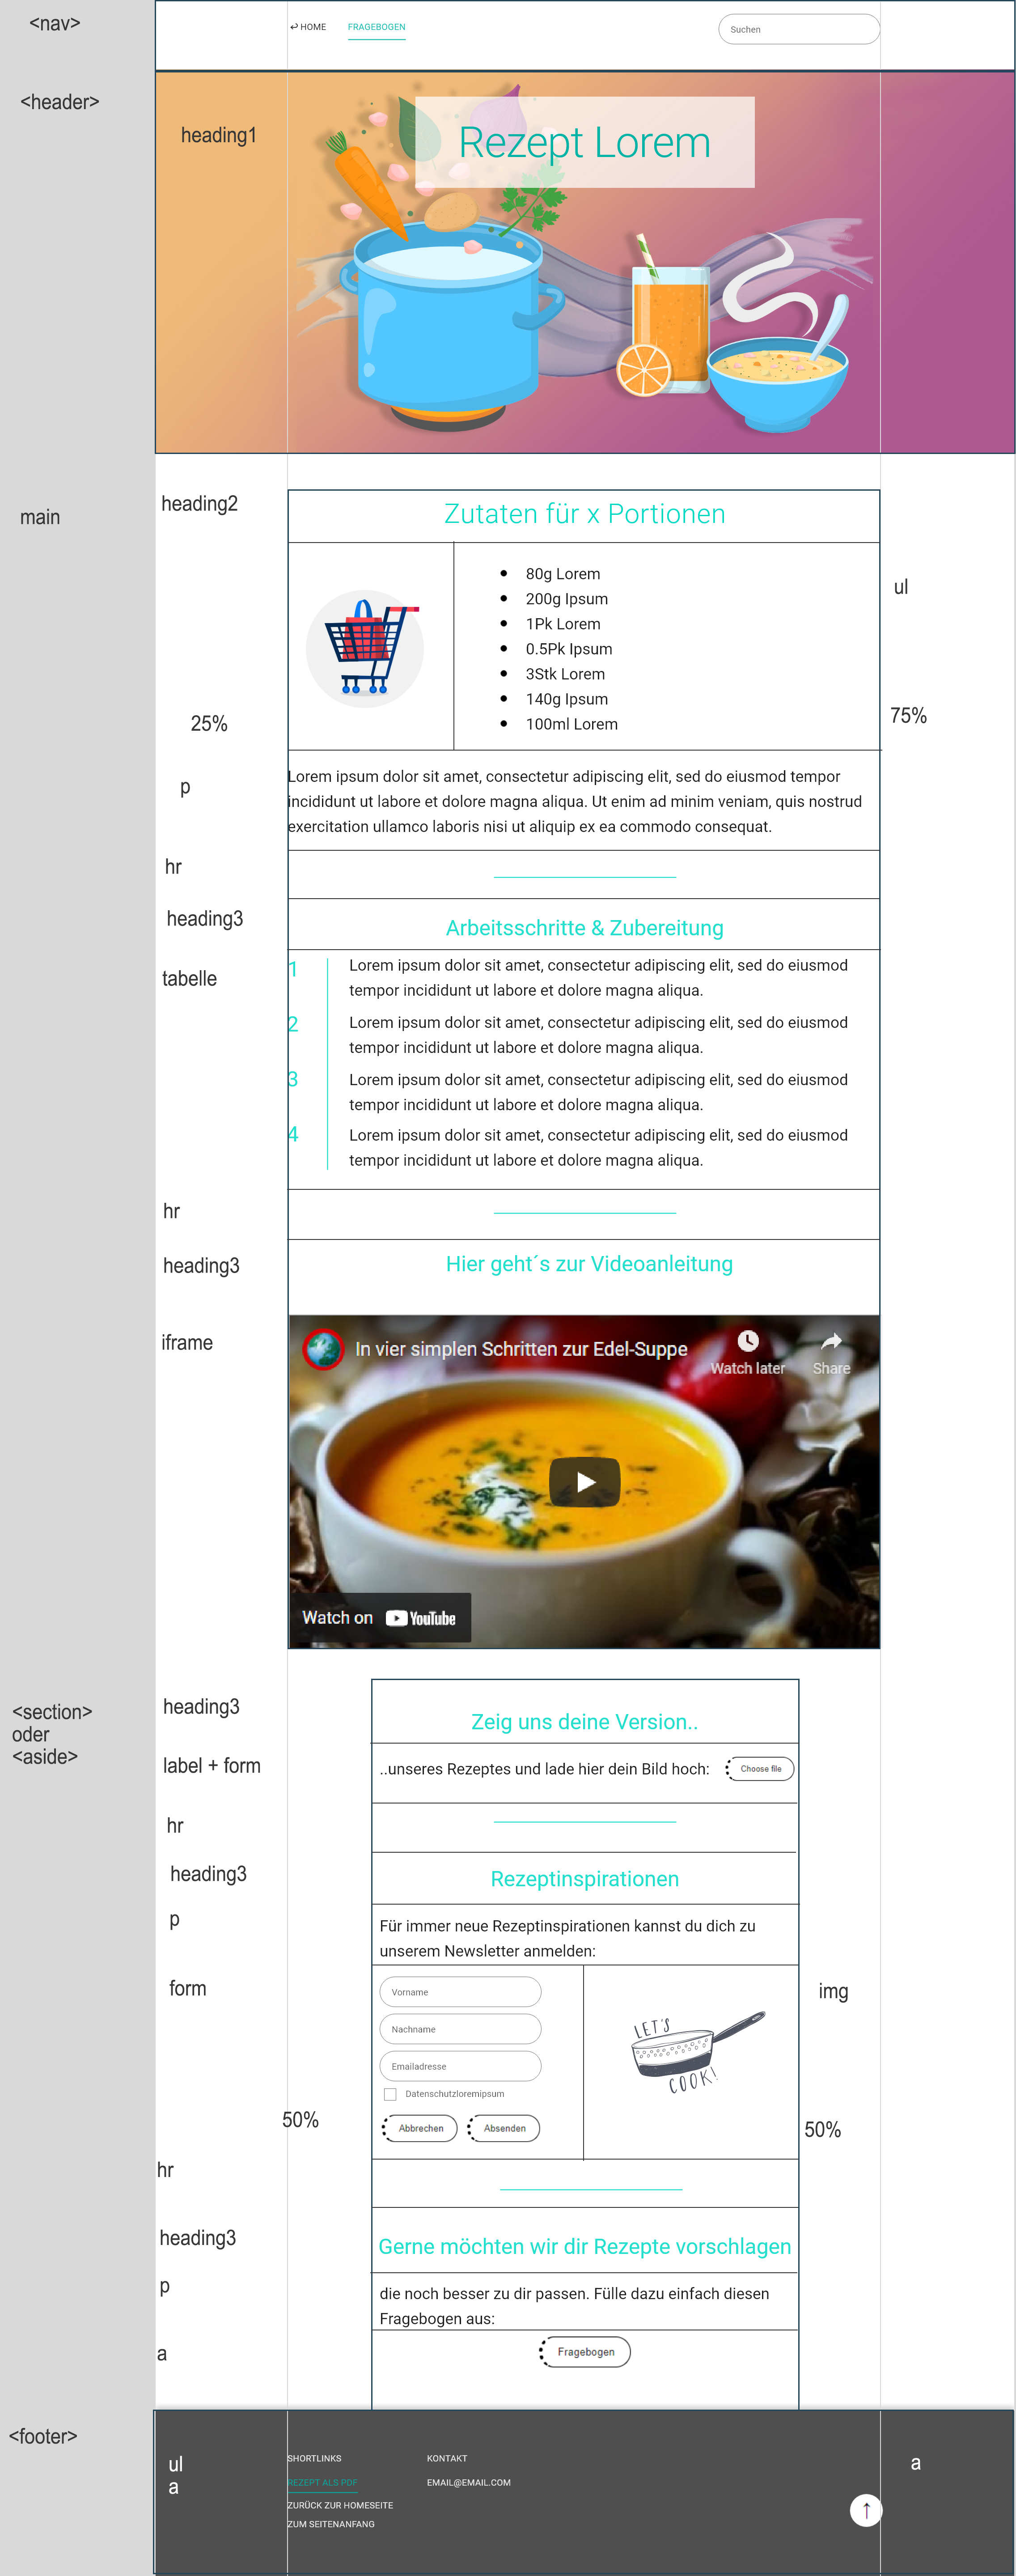 <nav>
↩ HOME
FRAGEBOGEN
Suchen
<header>
heading1
Rezept Lorem
main
heading2
Zutaten für x Portionen
ul
80g Lorem
200g Ipsum
1Pk Lorem
0.5Pk Ipsum
3Stk Lorem
140g Ipsum
100ml Lorem
25%
75%
p
Lorem ipsum dolor sit amet, consectetur adipiscing elit, sed do eiusmod tempor
incididunt ut labore et dolore magna aliqua. Ut enim ad minim veniam, quis nostrud
exercitation ullamco laboris nisi ut aliquip ex ea commodo consequat.
hr
heading3
Arbeitsschritte & Zubereitung
tabelle
1 Lorem ipsum dolor sit amet, consectetur adipiscing elit, sed do eiusmod
tempor incididunt ut labore et dolore magna aliqua.
2 Lorem ipsum dolor sit amet, consectetur adipiscing elit, sed do eiusmod
tempor incididunt ut labore et dolore magna aliqua.
3 Lorem ipsum dolor sit amet, consectetur adipiscing elit, sed do eiusmod
tempor incididunt ut labore et dolore magna aliqua.
4 Lorem ipsum dolor sit amet, consectetur adipiscing elit, sed do eiusmod
tempor incididunt ut labore et dolore magna aliqua.
hr
heading3
Hier geht´s zur Videoanleitung
iframe
In vier simplen Schritten zur Edel-Suppe
Watch later
Share
Watch on YouTube
<section>
oder
<aside>
heading3
Zeig uns deine Version..
label + form
..unseres Rezeptes und lade hier dein Bild hoch:
Choose file
hr
heading3
Rezeptinspirationen
p
Für immer neue Rezeptinspirationen kannst du dich zu
unserem Newsletter anmelden:
form
img
Vorname
Nachname
Emailadresse
Datenschutzloremipsum
Abbrechen
Absenden
LET'S
COOK!
50%
50%
hr
heading3
Gerne möchten wir dir Rezepte vorschlagen
p
die noch besser zu dir passen. Fülle dazu einfach diesen
Fragebogen aus:
a
Fragebogen
<footer>
ul
a
SHORTLINKS
REZEPT ALS PDF
ZURÜCK ZUR HOMESEITE
ZUM SEITENANFANG
KONTAKT
EMAIL@EMAIL.COM
a
↑